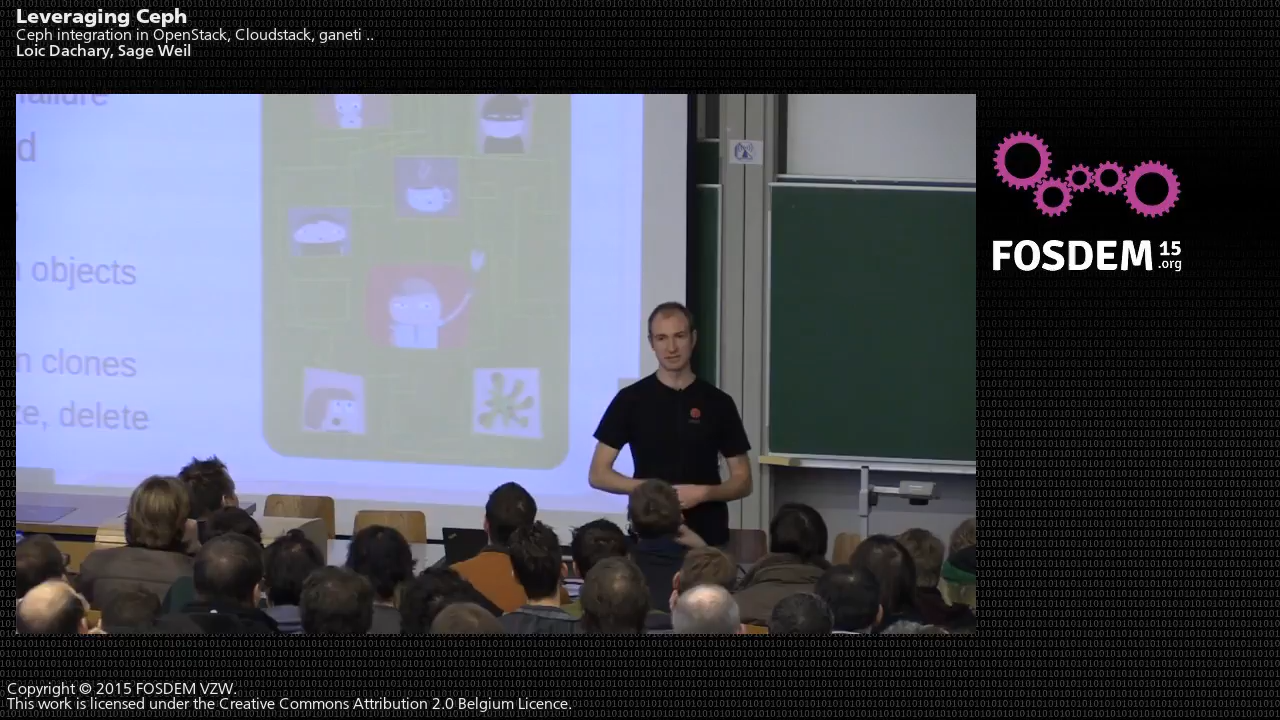 Leveraging Ceph
Ceph integration in OpenStack, Cloudstack, ganeti ..
Loic Dachary, Sage Weil
failure
d
objects
clones
, delete
FOSDEM 15
.org
Copyright © 2015 FOSDEM VZW.
This work is licensed under the Creative Commons Attribution 2.0 Belgium Licence.